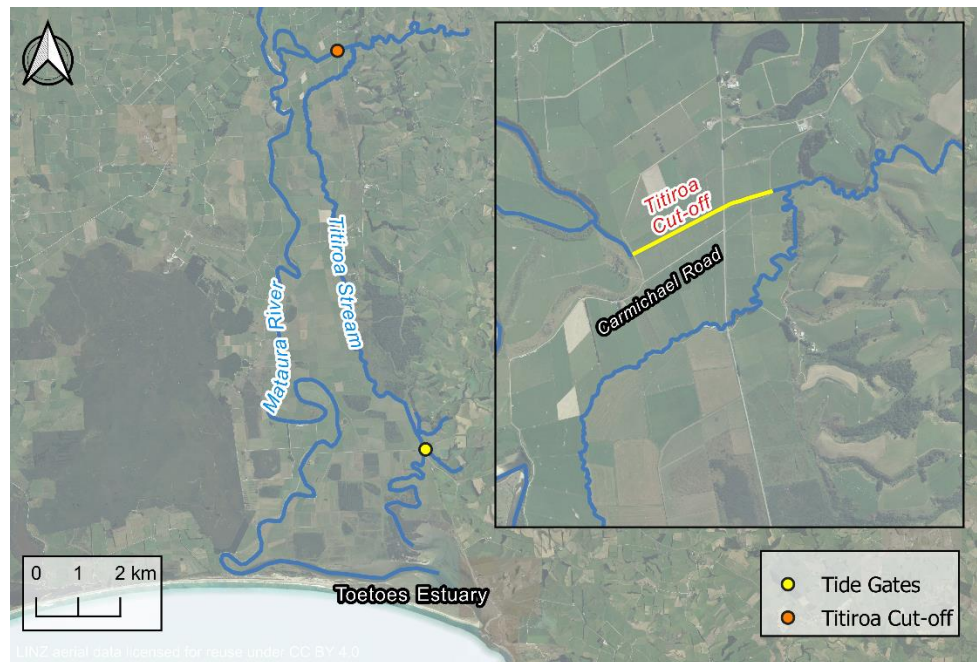 Titiroa
Cut-off
Carmichael Road
Titiroa Stream
Mataura River
0 1 2 km
Toetoes Estuary
Tide Gates
Titiroa Cut-off
LINZ aerial data licensed for reuse under CC BY 4.0